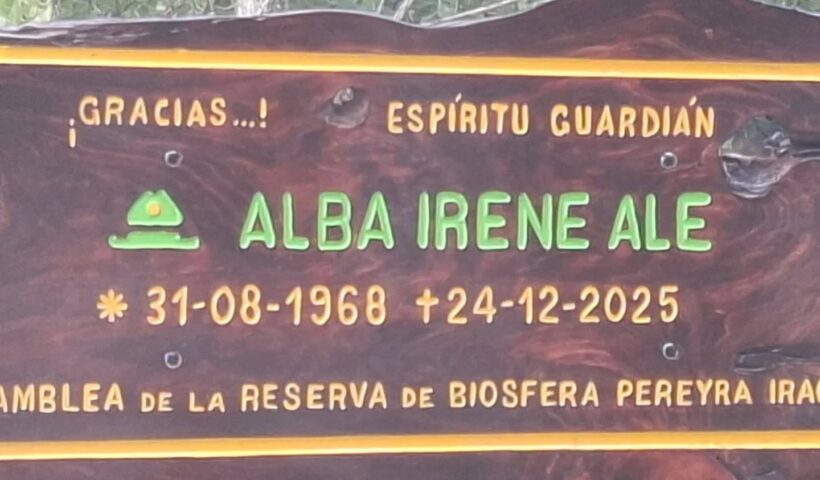 ¡GRACIAS...! ESPÍRITU GUARDIÁN
ALBA IRENE ALE
* 31-08-1968 †24-12-2025
AMBLEA DE LA RESERVA DE BIOSFERA PEREYRA IRA